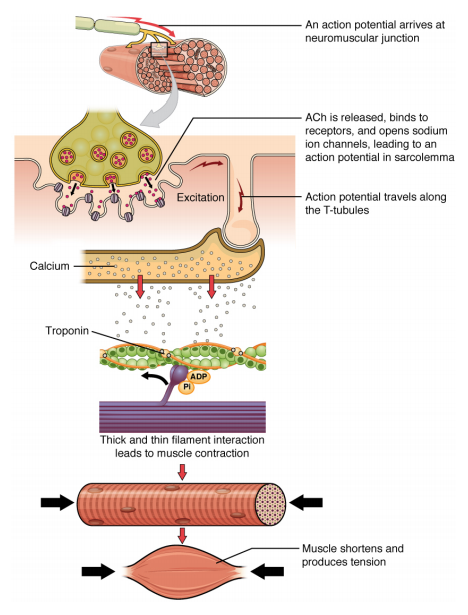 An action potential arrives at
neuromuscular junction
ACh is released, binds to
receptors, and opens sodium
ion channels, leading to an
action potential in sarcolemma
Excitation
Action potential travels along
the T-tubules
Calcium
Troponin
ADP
Pi
Thick and thin filament interaction
leads to muscle contraction
Muscle shortens and
produces tension